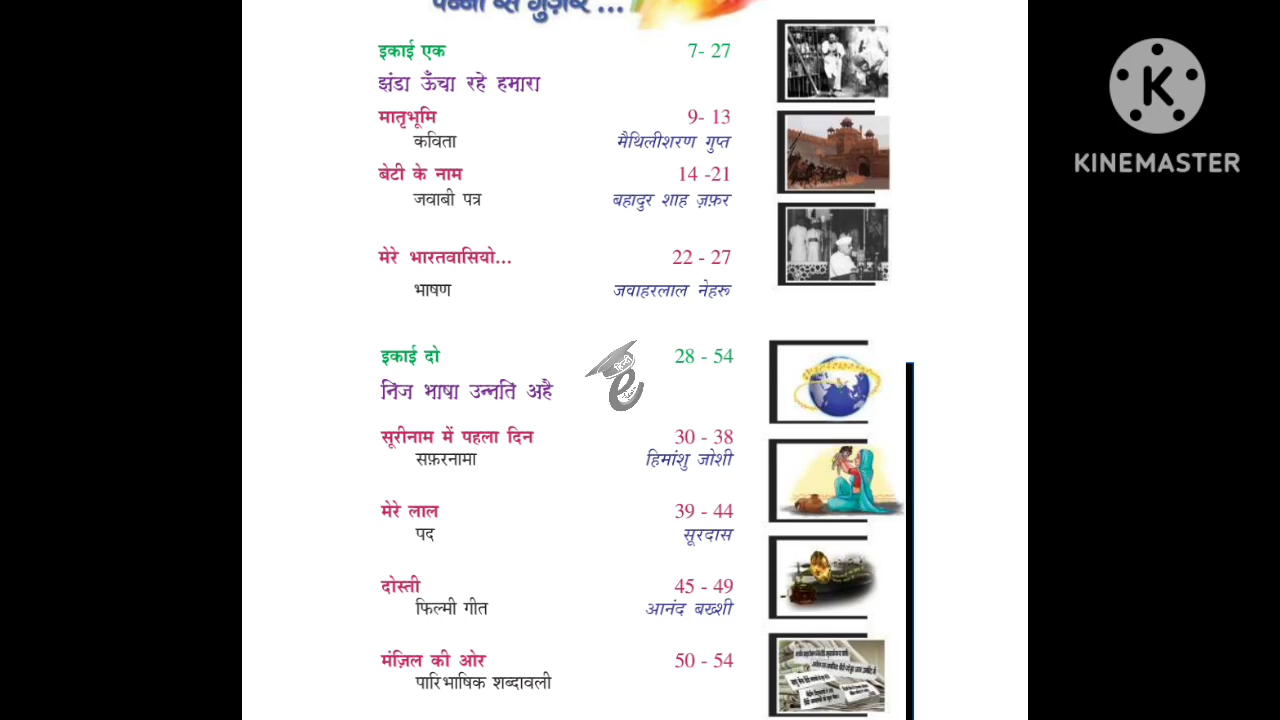 पन्नों से गुज़रें ...
इकाई एक 7- 27
झंडा ऊँचा रहे हमारा
मातृभूमि 9- 13
कविता मैथिलीशरण गुप्त
बेटी के नाम 14 -21
जवाबी पत्र बहादुर शाह ज़फ़र
मेरे भारतवासियो... 22 - 27
भाषण जवाहरलाल नेहरू
इकाई दो 28 - 54
निज भाषा उन्नति अहै
सूरीनाम में पहला दिन 30 - 38
सफ़रनामा हिमांशु जोशी
मेरे लाल 39 - 44
पद सूरदास
दोस्ती 45 - 49
फिल्मी गीत आनंद बख्शी
मंज़िल की ओर 50 - 54
पारिभाषिक शब्दावली
K
KINEMASTER
हिन्दी
e